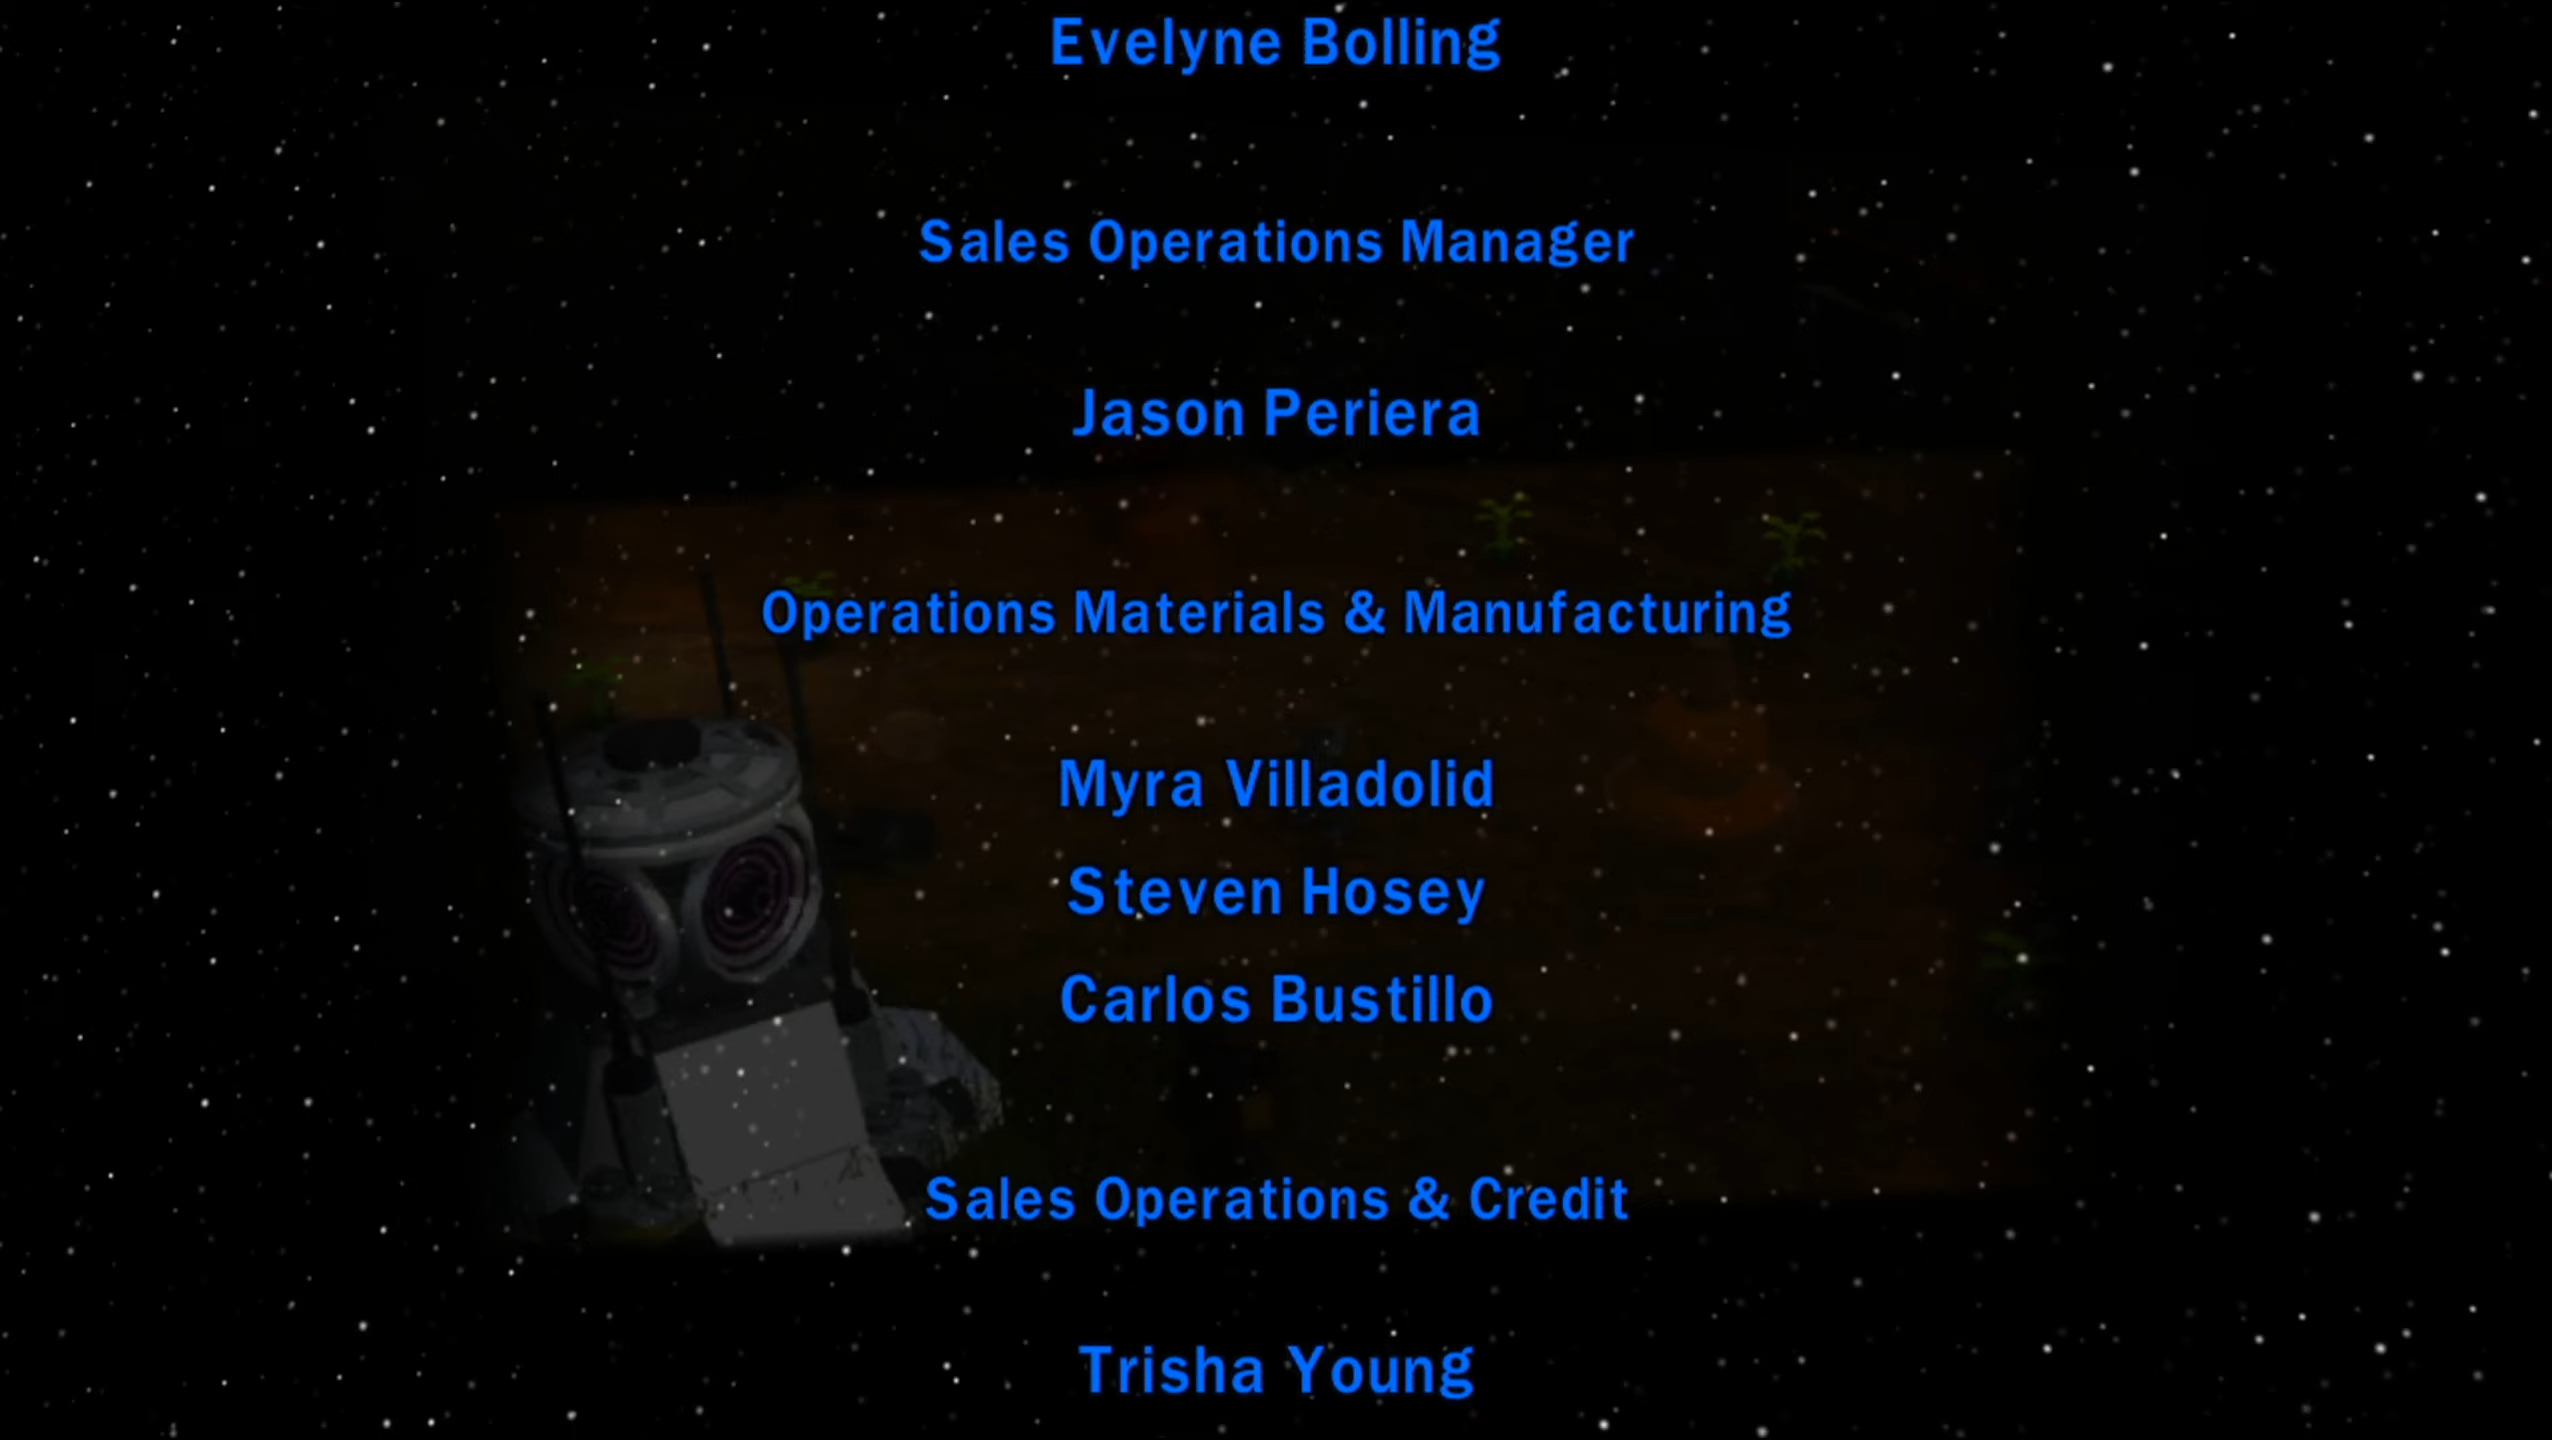 Evelyne Bolling
Sales Operations Manager
Jason Periera
Operations Materials & Manufacturing
Myra Villadolid
Steven Hosey
Carlos Bustillo
Sales Operations & Credit
Trisha Young